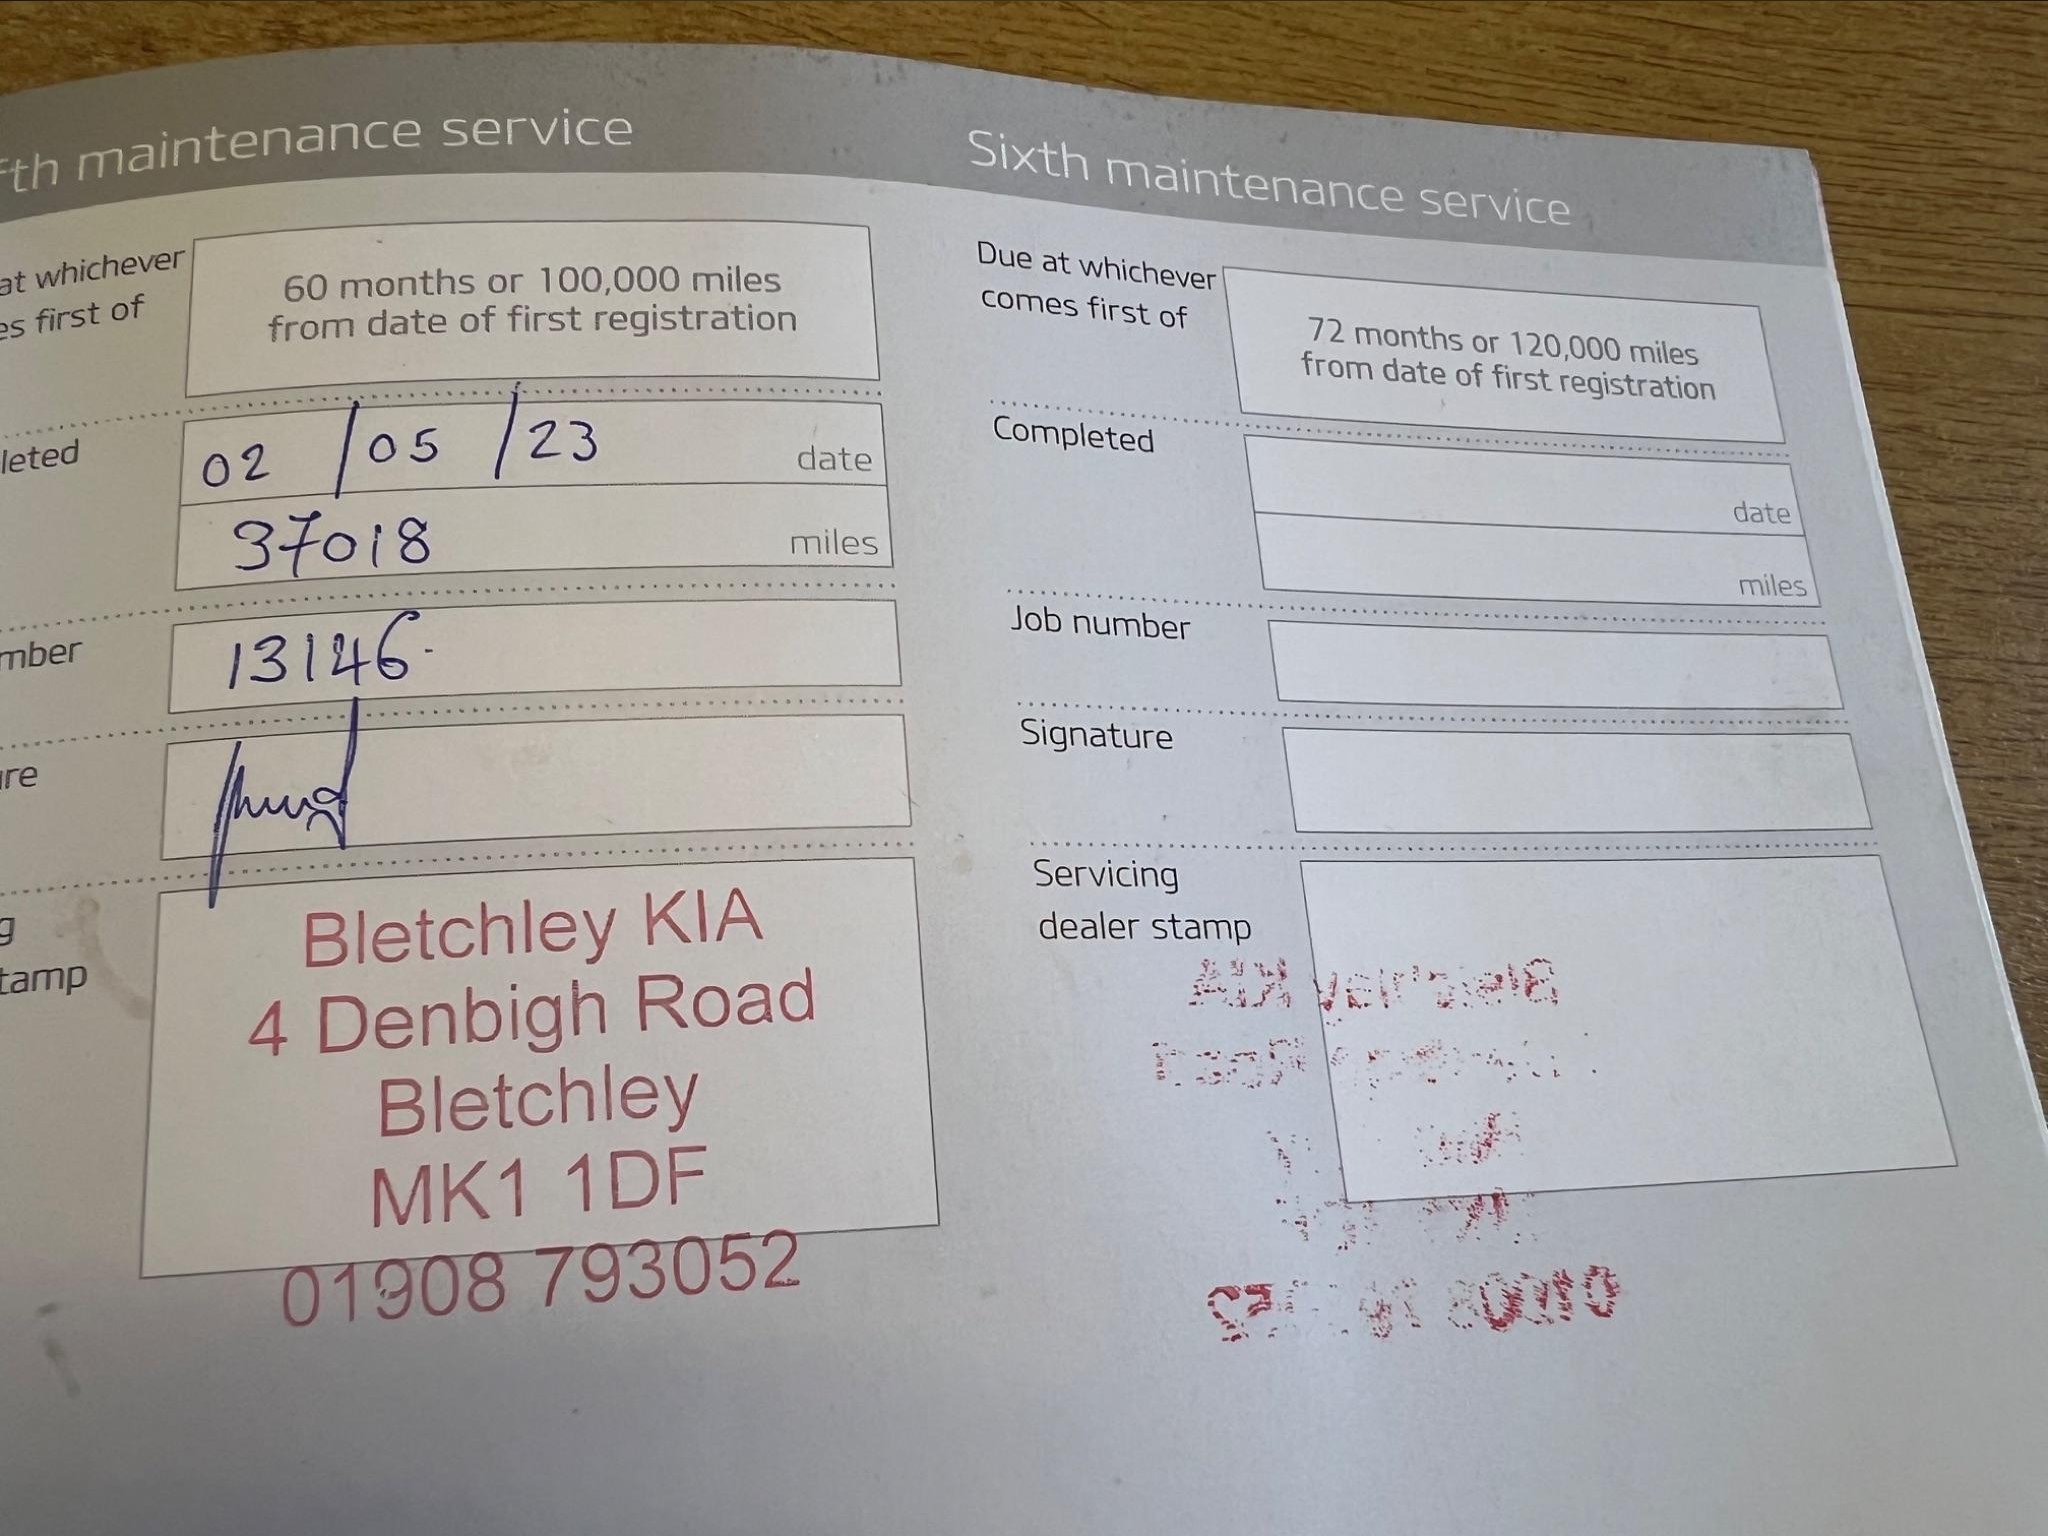 fth maintenance service
at whichever
es first of
60 months or 100,000 miles
from date of first registration
leted
02/05/23
date
37018
miles
mber
13146.
re
g
tamp
Bletchley KIA
4 Denbigh Road
Bletchley
MK1 1DF
01908 793052
Sixth maintenance service
Due at whichever
comes first of
72 months or 120,000 miles
from date of first registration
Completed
date
miles
Job number
Signature
Servicing
dealer stamp